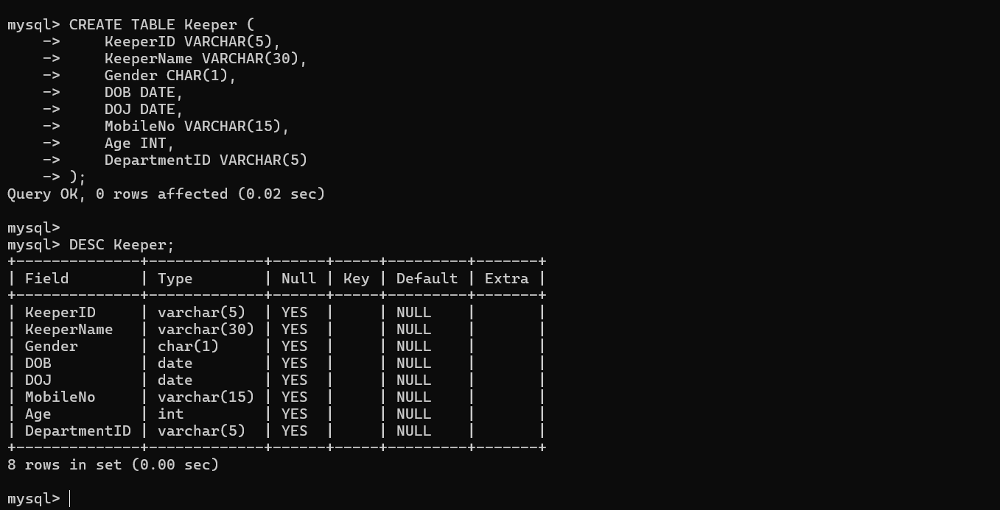 mysql> CREATE TABLE Keeper (
    ->     KeeperID VARCHAR(5),
    ->     KeeperName VARCHAR(30),
    ->     Gender CHAR(1),
    ->     DOB DATE,
    ->     DOJ DATE,
    ->     MobileNo VARCHAR(15),
    ->     Age INT,
    ->     DepartmentID VARCHAR(5)
    -> );
Query OK, 0 rows affected (0.02 sec)

mysql>
mysql> DESC Keeper;
+--------------+-------------+------+-----+---------+-------+
| Field        | Type        | Null | Key | Default | Extra |
+--------------+-------------+------+-----+---------+-------+
| KeeperID     | varchar(5)  | YES  |     | NULL    |       |
| KeeperName   | varchar(30) | YES  |     | NULL    |       |
| Gender       | char(1)     | YES  |     | NULL    |       |
| DOB          | date        | YES  |     | NULL    |       |
| DOJ          | date        | YES  |     | NULL    |       |
| MobileNo     | varchar(15) | YES  |     | NULL    |       |
| Age          | int         | YES  |     | NULL    |       |
| DepartmentID | varchar(5)  | YES  |     | NULL    |       |
+--------------+-------------+------+-----+---------+-------+
8 rows in set (0.00 sec)

mysql>